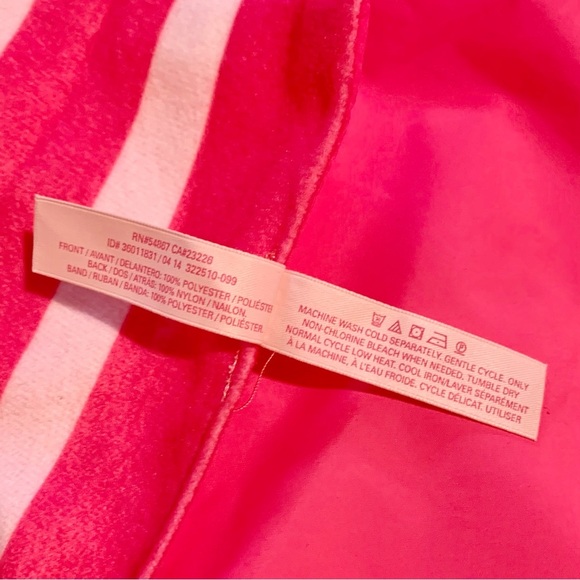 RN#54867 CA#23226
ID# 36011831 / 04 14 322510-099
FRONT / AVANT / DELANTERO: 100% POLYESTER / POLIÉSTER
BACK / DOS / ATRÁS: 100% NYLON / NAILON.
BAND / RUBAN / BANDA: 100% POLYESTER / POLIÉSTER
MACHINE WASH COLD SEPARATELY. GENTLE CYCLE. ONLY
NON-CHLORINE BLEACH WHEN NEEDED. TUMBLE DRY
NORMAL CYCLE LOW HEAT. COOL IRON/LAVER SÉPARÉMENT
À LA MACHINE, À L'EAU FROIDE. CYCLE DÉLICAT. UTILISER